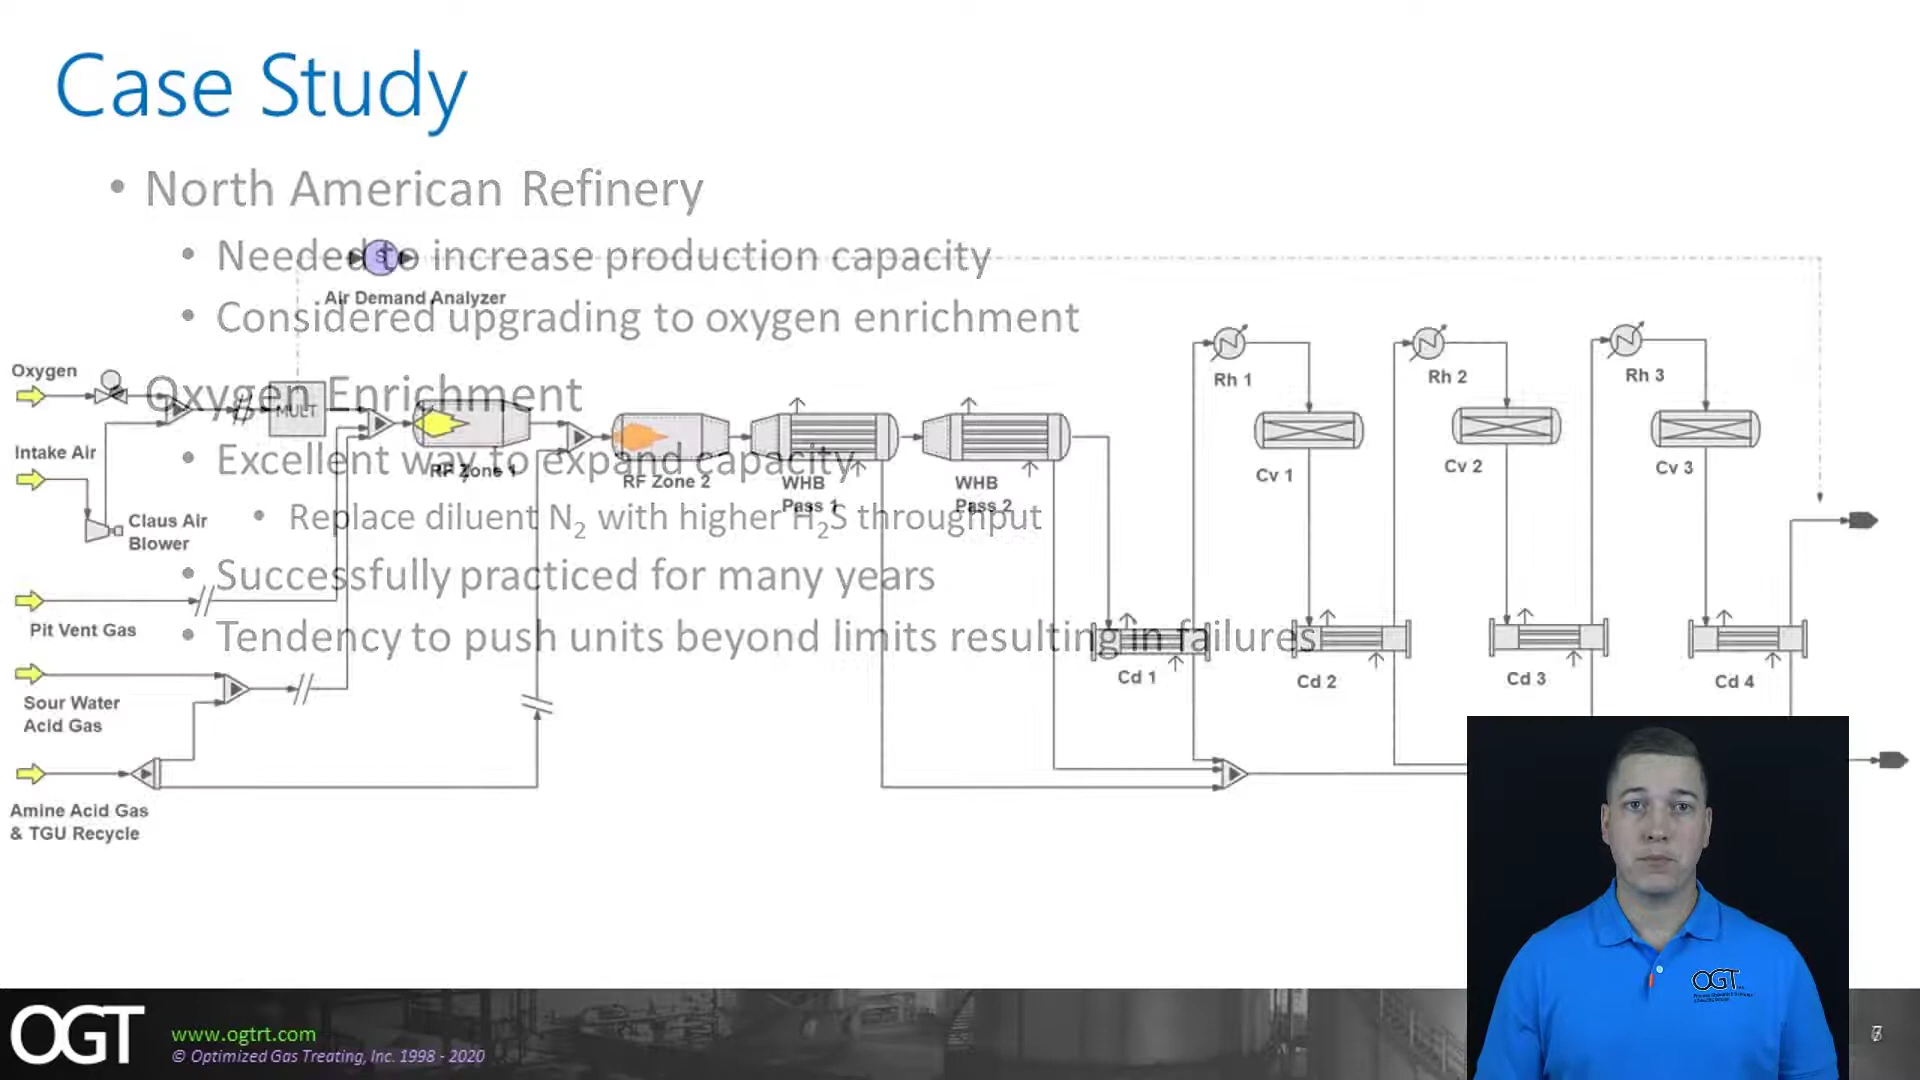 Case Study
• North American Refinery
• Needed to increase production capacity
S
Air Demand Analyzer
• Considered upgrading to oxygen enrichment
Oxygen
Oxygen Enrichment
MULT
Rh 1
Rh 2
Rh 3
Intake Air
• Excellent way to expand capacity
RF Zone 1
RF Zone 2
WHB
Pass 1
WHB
Pass 2
Cv 1
Cv 2
Cv 3
• Replace diluent N2 with higher H2S throughput
Claus Air
Blower
• Successfully practiced for many years
Pit Vent Gas
• Tendency to push units beyond limits resulting in failures
Cd 1
Cd 2
Cd 3
Cd 4
Sour Water
Acid Gas
Amine Acid Gas
& TGU Recycle
OGT
OGT
www.ogtrt.com
© Optimized Gas Treating, Inc. 1998 - 2020